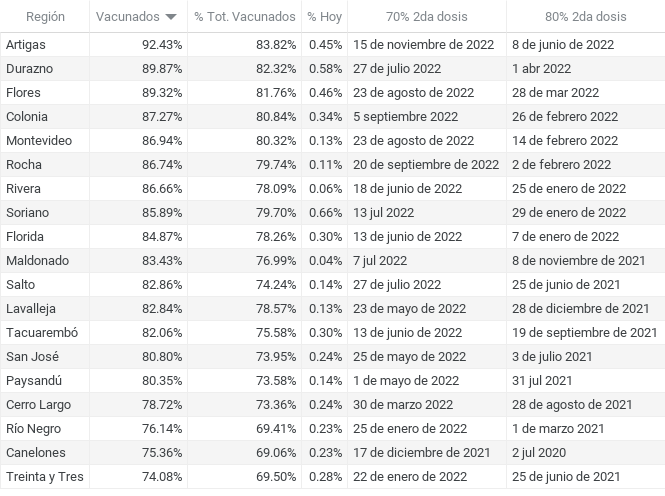 Región Vacunados % Tot. Vacunados % Hoy 70% 2da dosis 80% 2da dosis
Artigas 92.43% 83.82% 0.45% 15 de noviembre de 2022 8 de junio de 2022
Durazno 89.87% 82.32% 0.58% 27 de julio 2022 1 abr 2022
Flores 89.32% 81.76% 0.46% 23 de agosto de 2022 28 de mar 2022
Colonia 87.27% 80.84% 0.34% 5 septiembre 2022 26 de febrero 2022
Montevideo 86.94% 80.32% 0.13% 23 de agosto de 2022 14 de febrero 2022
Rocha 86.74% 79.74% 0.11% 20 de septiembre de 2022 2 de febrero 2022
Rivera 86.66% 78.09% 0.06% 18 de junio de 2022 25 de enero de 2022
Soriano 85.89% 79.70% 0.66% 13 jul 2022 29 de enero de 2022
Florida 84.87% 78.26% 0.30% 13 de junio de 2022 7 de enero de 2022
Maldonado 83.43% 76.99% 0.04% 7 jul 2022 8 de noviembre de 2021
Salto 82.86% 74.24% 0.14% 27 de julio 2022 25 de junio de 2021
Lavalleja 82.84% 78.57% 0.13% 23 de mayo de 2022 28 de diciembre de 2021
Tacuarembó 82.06% 75.58% 0.30% 13 de junio de 2022 19 de septiembre de 2021
San José 80.80% 73.95% 0.24% 25 de mayo de 2022 3 de julio 2021
Paysandú 80.35% 73.58% 0.14% 1 de mayo de 2022 31 jul 2021
Cerro Largo 78.72% 73.36% 0.24% 30 de marzo 2022 28 de agosto de 2021
Río Negro 76.14% 69.41% 0.23% 25 de enero de 2022 1 de marzo 2021
Canelones 75.36% 69.06% 0.23% 17 de diciembre de 2021 2 jul 2020
Treinta y Tres 74.08% 69.50% 0.28% 22 de enero de 2022 25 de junio de 2021